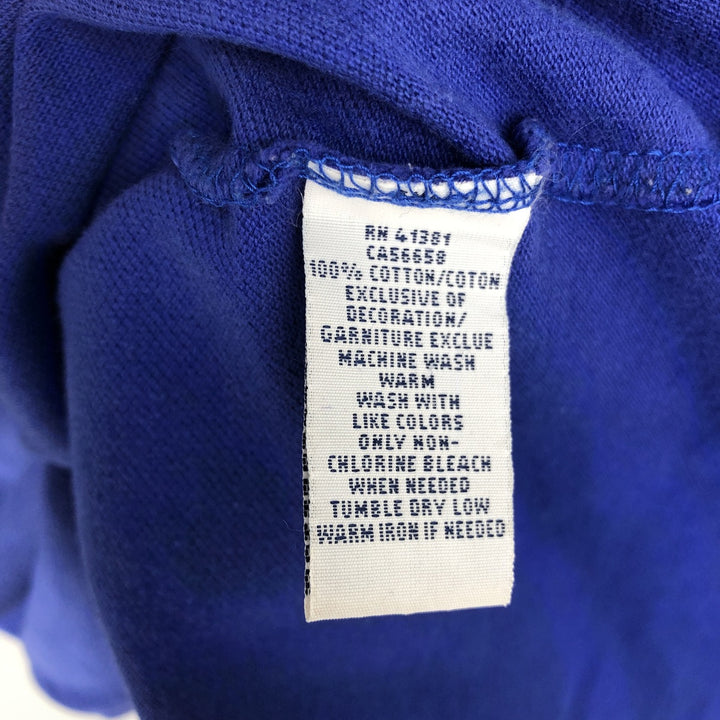 RN 41381
CA56658
100% COTTON/COTON
EXCLUSIVE OF
DECORATION/
GARNITURE EXCLUE
MACHINE WASH
WARM
WASH WITH
LIKE COLORS
ONLY NON-
CHLORINE BLEACH
WHEN NEEDED
TUMBLE DRY LOW
WARM IRON IF NEEDED